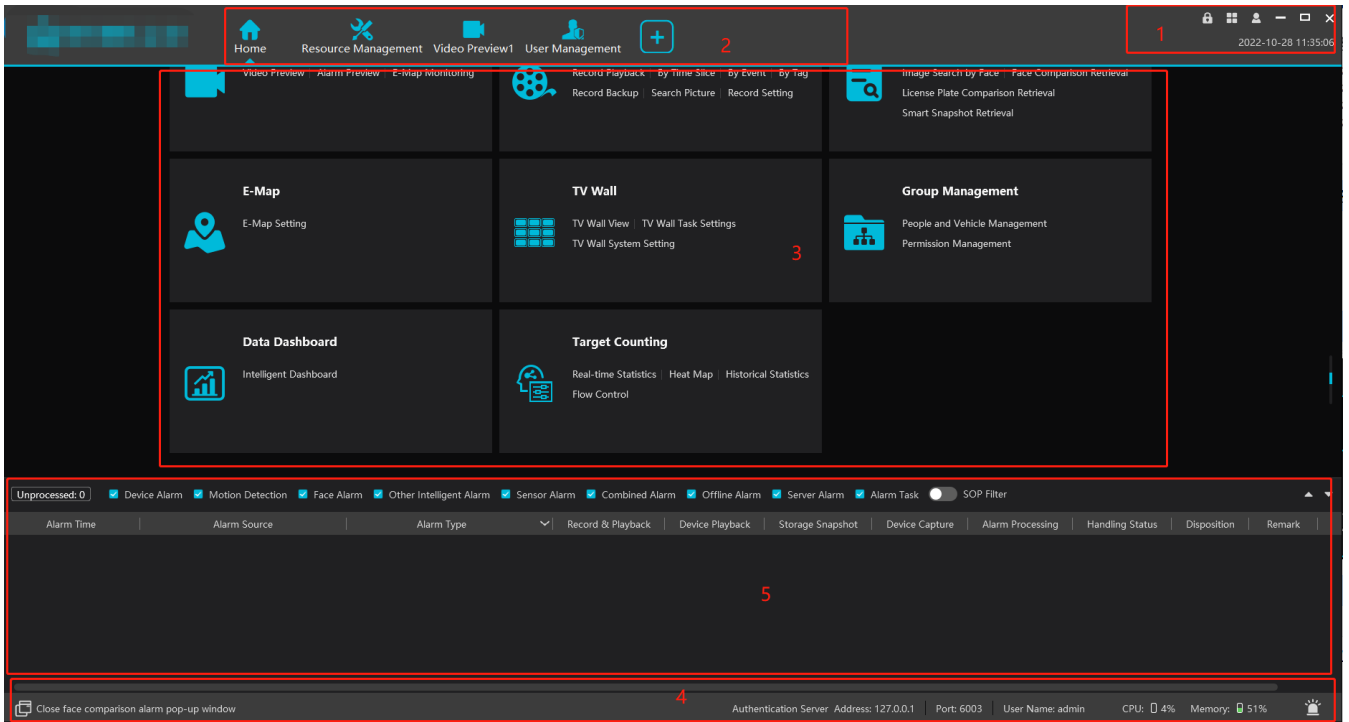 1
2022-10-28 11:35:06
Home Resource Management Video Preview1 User Management
2
Video Preview | Alarm Preview | E-Map Monitoring
Record Playback | By Time Slice | By Event | By Tag
Record Backup | Search Picture | Record Setting
Image Search by Face | Face Comparison Retrieval
License Plate Comparison Retrieval
Smart Snapshot Retrieval
E-Map
E-Map Setting
TV Wall
TV Wall View | TV Wall Task Settings
TV Wall System Setting
3
Group Management
People and Vehicle Management
Permission Management
Data Dashboard
Intelligent Dashboard
Target Counting
Real-time Statistics | Heat Map | Historical Statistics
Flow Control
Unprocessed: 0 Device Alarm Motion Detection Face Alarm Other Intelligent Alarm Sensor Alarm Combined Alarm Offline Alarm Server Alarm Alarm Task SOP Filter
Alarm Time Alarm Source Alarm Type Record & Playback Device Playback Storage Snapshot Device Capture Alarm Processing Handling Status Disposition Remark
5
4
Close face comparison alarm pop-up window Authentication Server Address: 127.0.0.1 Port: 6003 User Name: admin CPU: 4% Memory: 51%